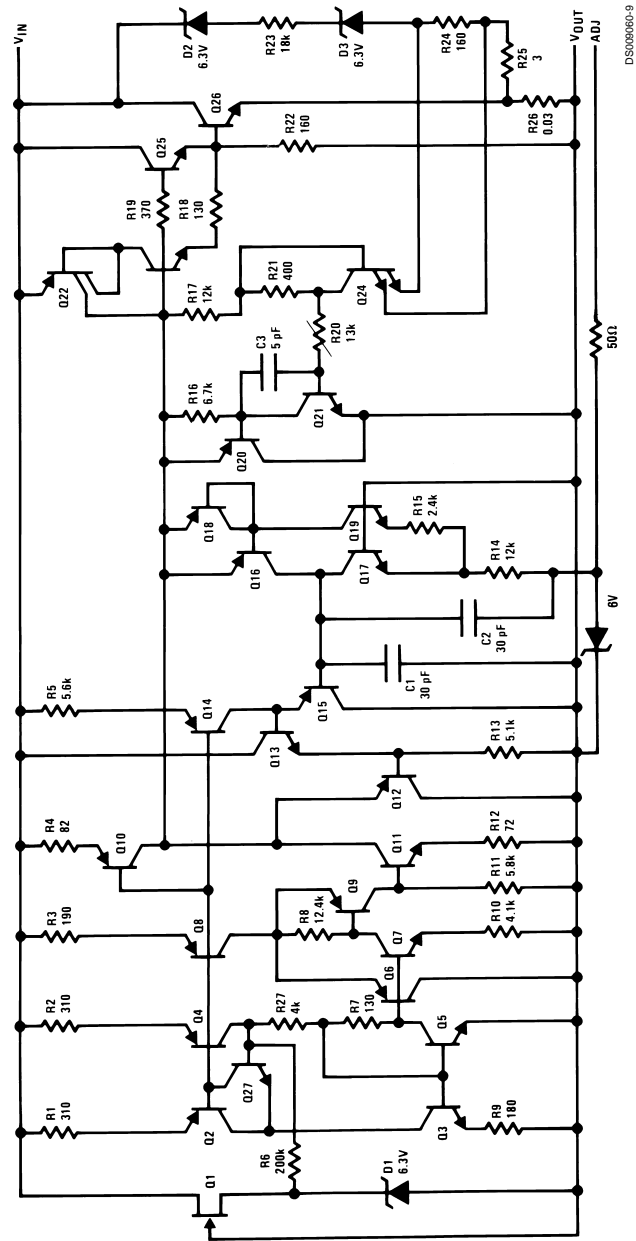 VIN
R1
310
R2
310
R3
190
R4
82
R5
5.6k
Q1
Q2
Q4
Q8
Q10
Q14
Q27
R6
200k
D1
6.3V
R27
4k
R7
130
Q3
Q5
R9
180
Q6
R8
12.4k
Q9
Q7
R10
4.1k
R11
5.8k
Q11
R12
72
Q12
Q13
R13
5.1k
Q15
C1
30 pF
C2
30 pF
Q16
Q18
Q17
Q19
R15
2.4k
R14
12k
6V
50Ω
Q20
R16
6.7k
C3
5 pF
Q21
R20
13k
R17
12k
R21
400
Q24
Q22
R19
370
R18
130
Q25
Q26
R22
160
D2
6.3V
R23
18k
D3
6.3V
R24
160
R25
3
R26
0.03
VOUT
ADJ
DS009060-9